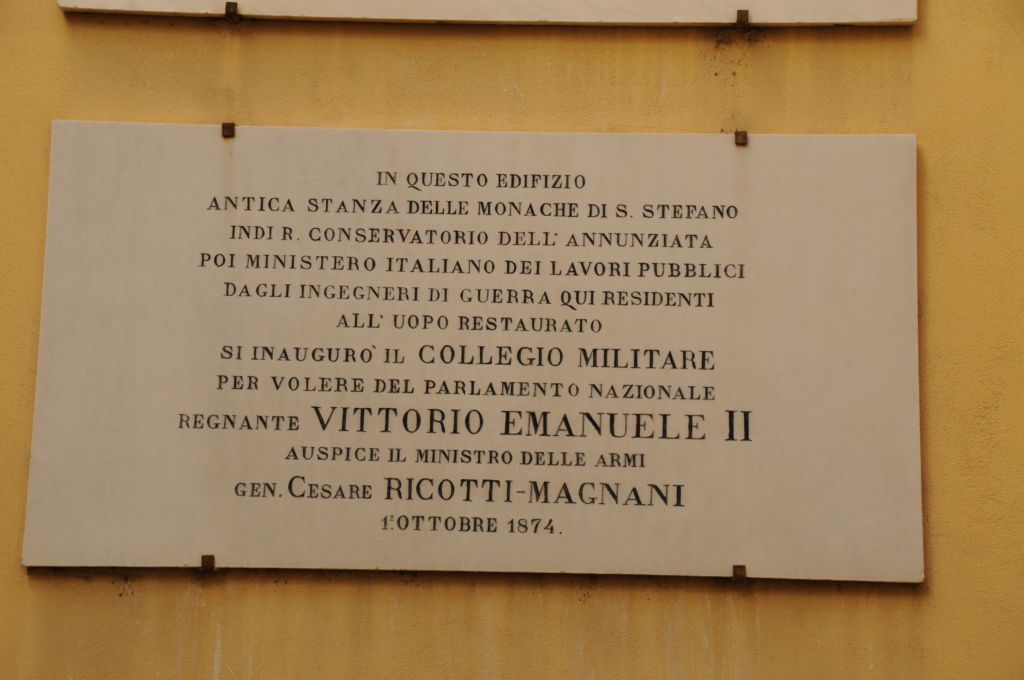 IN QUESTO EDIFIZIO
ANTICA STANZA DELLE MONACHE DI S. STEFANO
INDI R. CONSERVATORIO DELL' ANNUNZIATA
POI MINISTERO ITALIANO DEI LAVORI PUBBLICI
DAGLI INGEGNERI DI GUERRA QUI RESIDENTI
ALL' UOPO RESTAURATO
SI INAUGURO` IL COLLEGIO MILITARE
PER VOLERE DEL PARLAMENTO NAZIONALE
REGNANTE VITTORIO EMANUELE II
AUSPICE IL MINISTRO DELLE ARMI
GEN. CESARE RICOTTI-MAGNANI
1º OTTOBRE 1874.